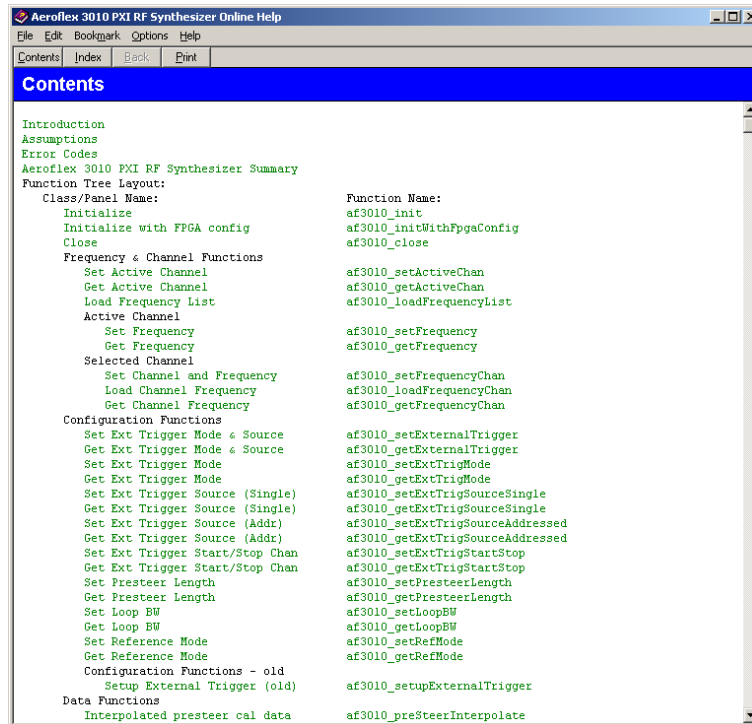 Aeroflex 3010 PXI RF Synthesizer Online Help
File Edit Bookmark Options Help
Contents Index Back Print
Contents
Introduction
Assumptions
Error Codes
Aeroflex 3010 PXI RF Synthesizer Summary
Function Tree Layout:
Class/Panel Name: Function Name:
Initialize af3010_init
Initialize with FPGA config af3010_initWithFpgaConfig
Close af3010_close
Frequency & Channel Functions
Set Active Channel af3010_setActiveChan
Get Active Channel af3010_getActiveChan
Load Frequency List af3010_loadFrequencyList
Active Channel
Set Frequency af3010_setFrequency
Get Frequency af3010_getFrequency
Selected Channel
Set Channel and Frequency af3010_setFrequencyChan
Load Channel Frequency af3010_loadFrequencyChan
Get Channel Frequency af3010_getFrequencyChan
Configuration Functions
Set Ext Trigger Mode & Source af3010_setExternalTrigger
Get Ext Trigger Mode & Source af3010_getExternalTrigger
Set Ext Trigger Mode af3010_setExtTrigMode
Get Ext Trigger Mode af3010_getExtTrigMode
Set Ext Trigger Source (Single) af3010_setExtTrigSourceSingle
Get Ext Trigger Source (Single) af3010_getExtTrigSourceSingle
Set Ext Trigger Source (Addr) af3010_setExtTrigSourceAddressed
Get Ext Trigger Source (Addr) af3010_getExtTrigSourceAddressed
Set Ext Trigger Start/Stop Chan af3010_setExtTrigStartStop
Get Ext Trigger Start/Stop Chan af3010_getExtTrigStartStop
Set Presteer Length af3010_setPresteerLength
Get Presteer Length af3010_getPresteerLength
Set Loop BW af3010_setLoopBW
Get Loop BW af3010_getLoopBW
Set Reference Mode af3010_setRefMode
Get Reference Mode af3010_getRefMode
Configuration Functions - old
Setup External Trigger (old) af3010_setupExternalTrigger
Data Functions
Interpolated presteer cal data af3010_preSteerInterpolate